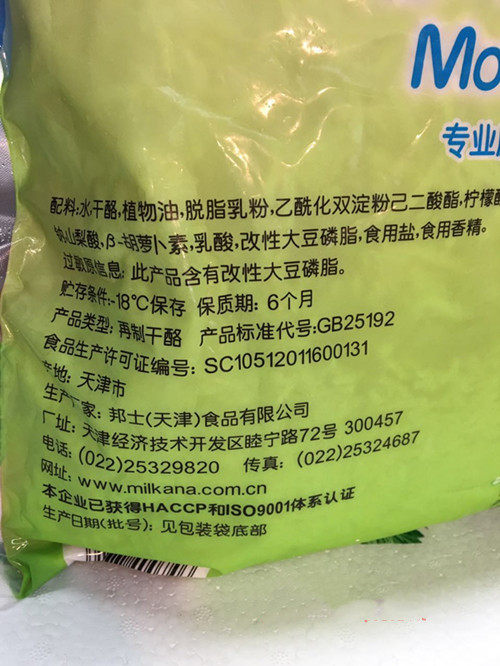 Mo
专业
配料:水,干酪,植物油,脱脂乳粉,乙酰化双淀粉己二酸酯,柠檬酸
钠,山梨酸,β-胡萝卜素,乳酸,改性大豆磷脂,食用盐,食用香精。
过敏原信息:此产品含有改性大豆磷脂。
贮存条件:-18℃保存 保质期: 6个月
产品类型: 再制干酪 产品标准代号:GB25192
食品生产许可证编号: SC10512011600131
产地: 天津市
生产厂家: 邦士(天津)食品有限公司
厂址: 天津经济技术开发区睦宁路72号 300457
电话: (022)25329820 传真: (022)25324687
网址: www.milkana.com.cn
本企业已获得HACCP和ISO9001体系认证
生产日期(批号): 见包装袋底部